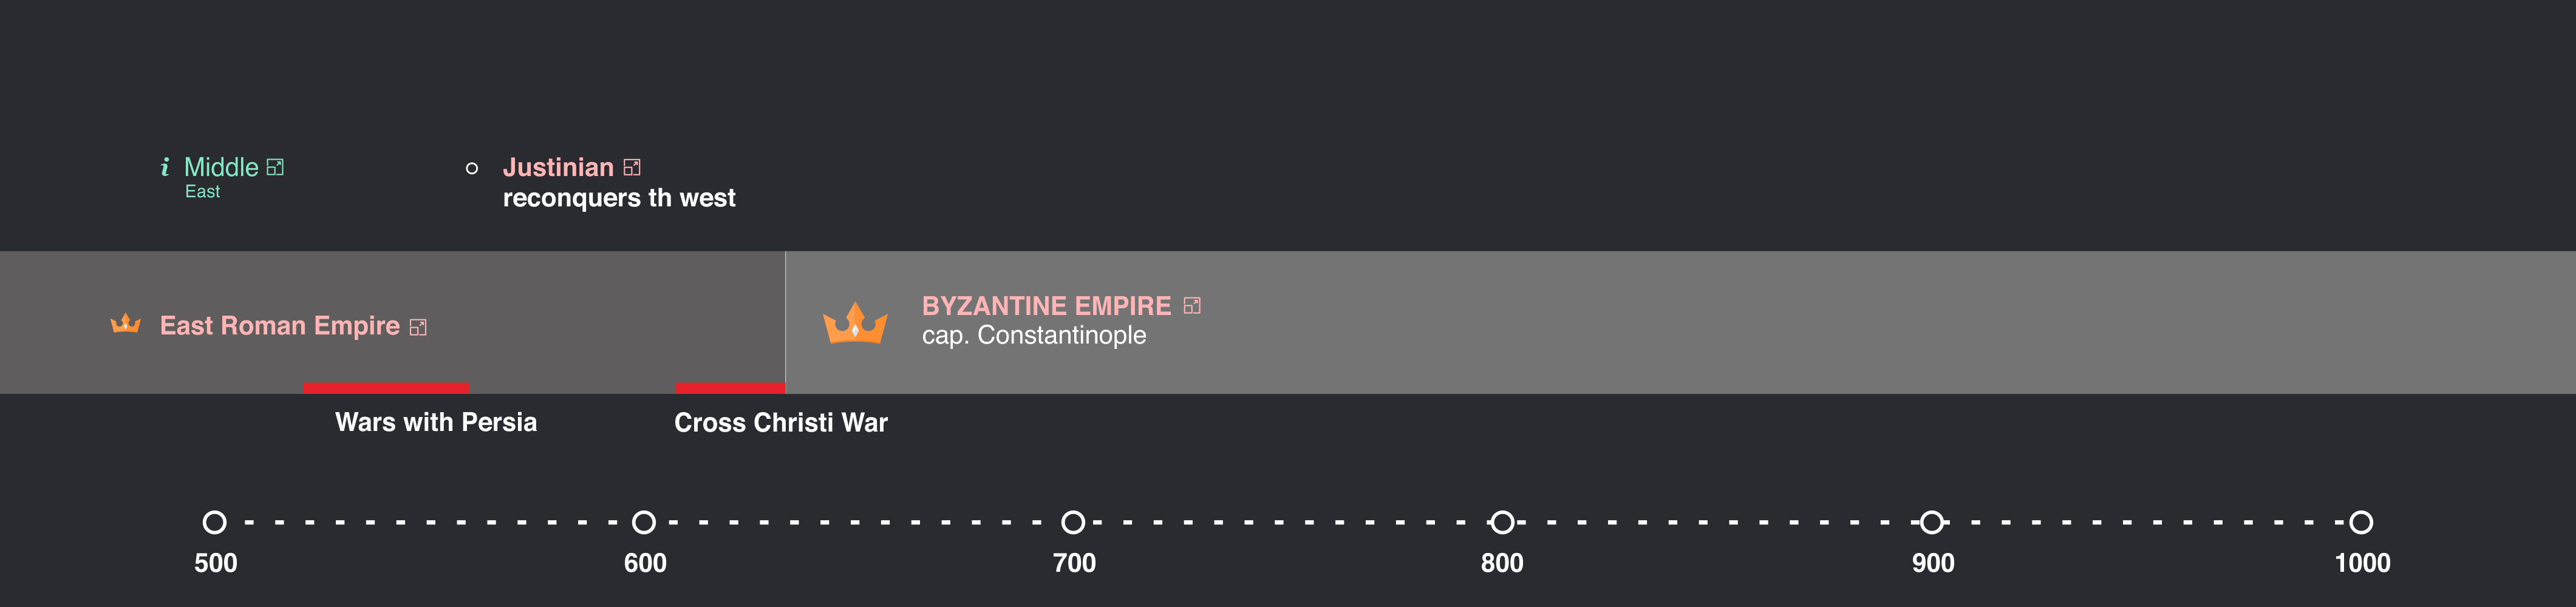 i Middle
East
Justinian
reconquers th west
East Roman Empire
BYZANTINE EMPIRE
cap. Constantinople
Wars with Persia
Cross Christi War
500
600
700
800
900
1000